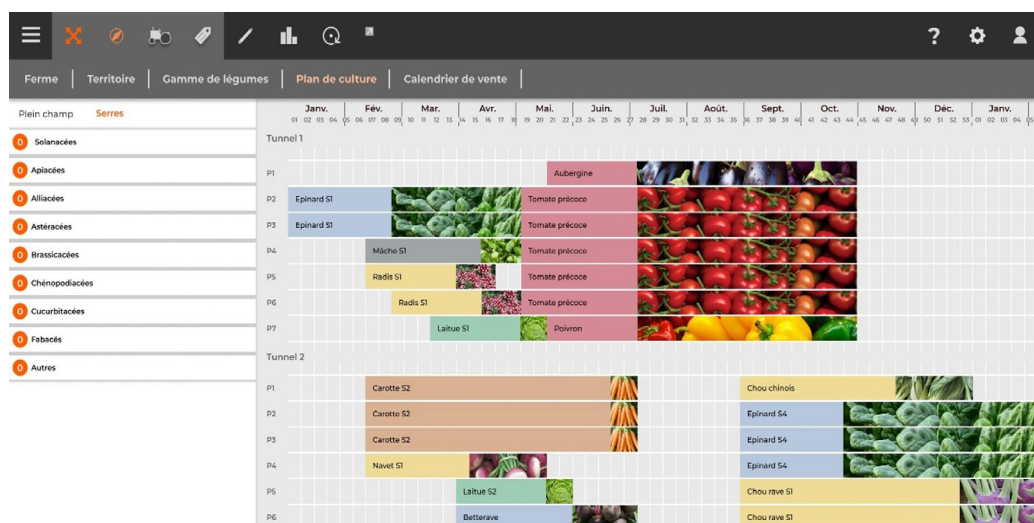 ?
Ferme | Territoire | Gamme de légumes | Plan de culture | Calendrier de vente |
Plein champ Serres
Janv. Fév. Mar. Avr. Mai. Juin. Juil. Août. Sept. Oct. Nov. Déc. Janv.
01 02 03 04 05 06 07 08 09 10 11 12 13 14 15 16 17 18 19 20 21 22 23 24 25 26 27 28 29 30 31 32 33 34 35 36 37 38 39 40 41 42 43 44 45 46 47 48 49 50 51 52 53 01 02 03 04 05
0 Solanacées
0 Apiacées
0 Alliacées
0 Astéracées
0 Brassicacées
0 Chénopodiacées
0 Cucurbitacées
0 Fabacés
0 Autres
Tunnel 1
P1 Aubergine
P2 Epinard S1 Tomate précoce
P3 Epinard S1 Tomate précoce
P4 Mâche S1 Tomate précoce
P5 Radis S1 Tomate précoce
P6 Radis S1 Tomate précoce
P7 Laitue S1 Poivron
Tunnel 2
P1 Carotte S2 Chou chinois
P2 Carotte S2 Epinard S4
P3 Carotte S2 Epinard S4
P4 Navet S1 Epinard S4
P5 Laitue S2 Chou rave S1
P6 Betterave Chou rave S1